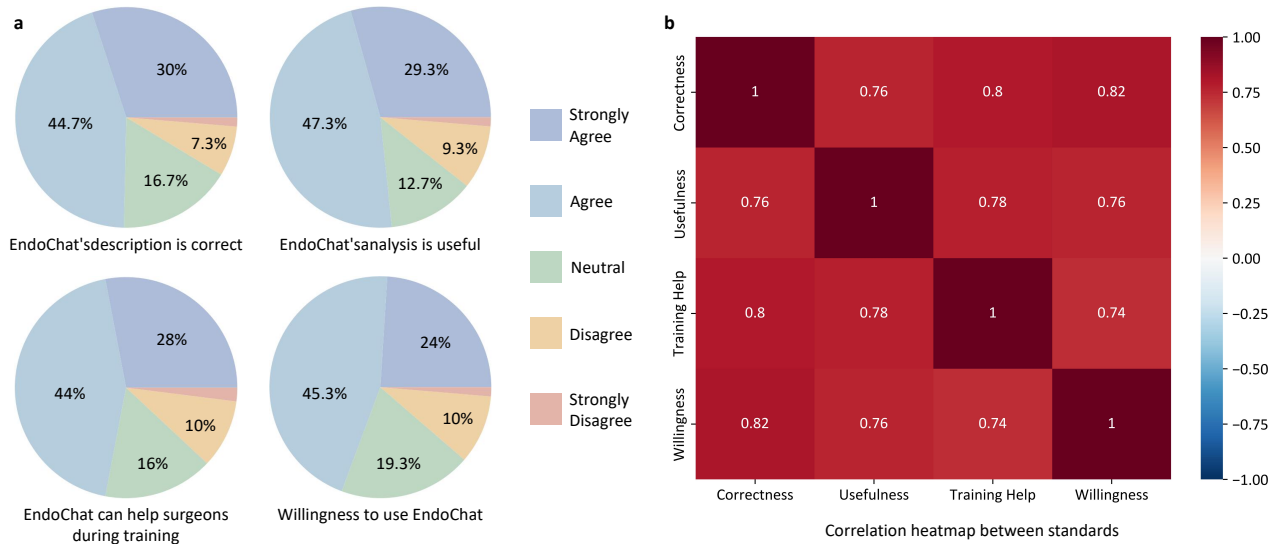 a
30%
44.7%
7.3%
16.7%
EndoChat'sdescription is correct
29.3%
47.3%
9.3%
12.7%
EndoChat'sanalysis is useful
28%
44%
10%
16%
EndoChat can help surgeons
during training
24%
45.3%
10%
19.3%
Willingness to use EndoChat
Strongly
Agree
Agree
Neutral
Disagree
Strongly
Disagree
b
Correctness
1
0.76
0.8
0.82
Usefulness
0.76
1
0.78
0.76
Training Help
0.8
0.78
1
0.74
Willingness
0.82
0.76
0.74
1
Correctness
Usefulness
Training Help
Willingness
Correlation heatmap between standards
1.00
0.75
0.50
0.25
0.00
−0.25
−0.50
−0.75
−1.00